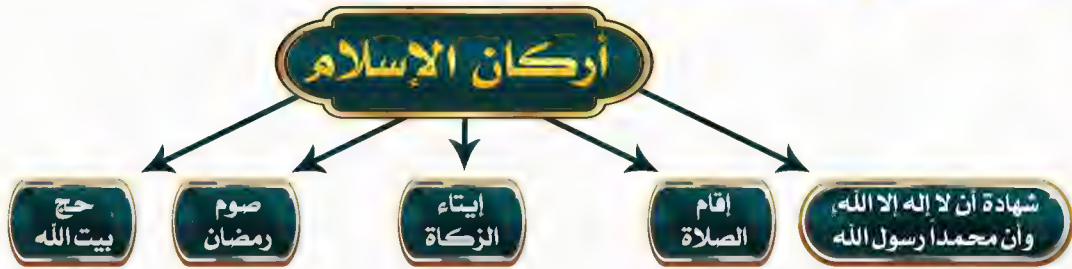 أركان الإسلام
شهادة أن لا إله إلا الله،
وأن محمدا رسول الله
إقام
الصلاة
إيتاء
الزكاة
صوم
رمضان
حج
بيت الله